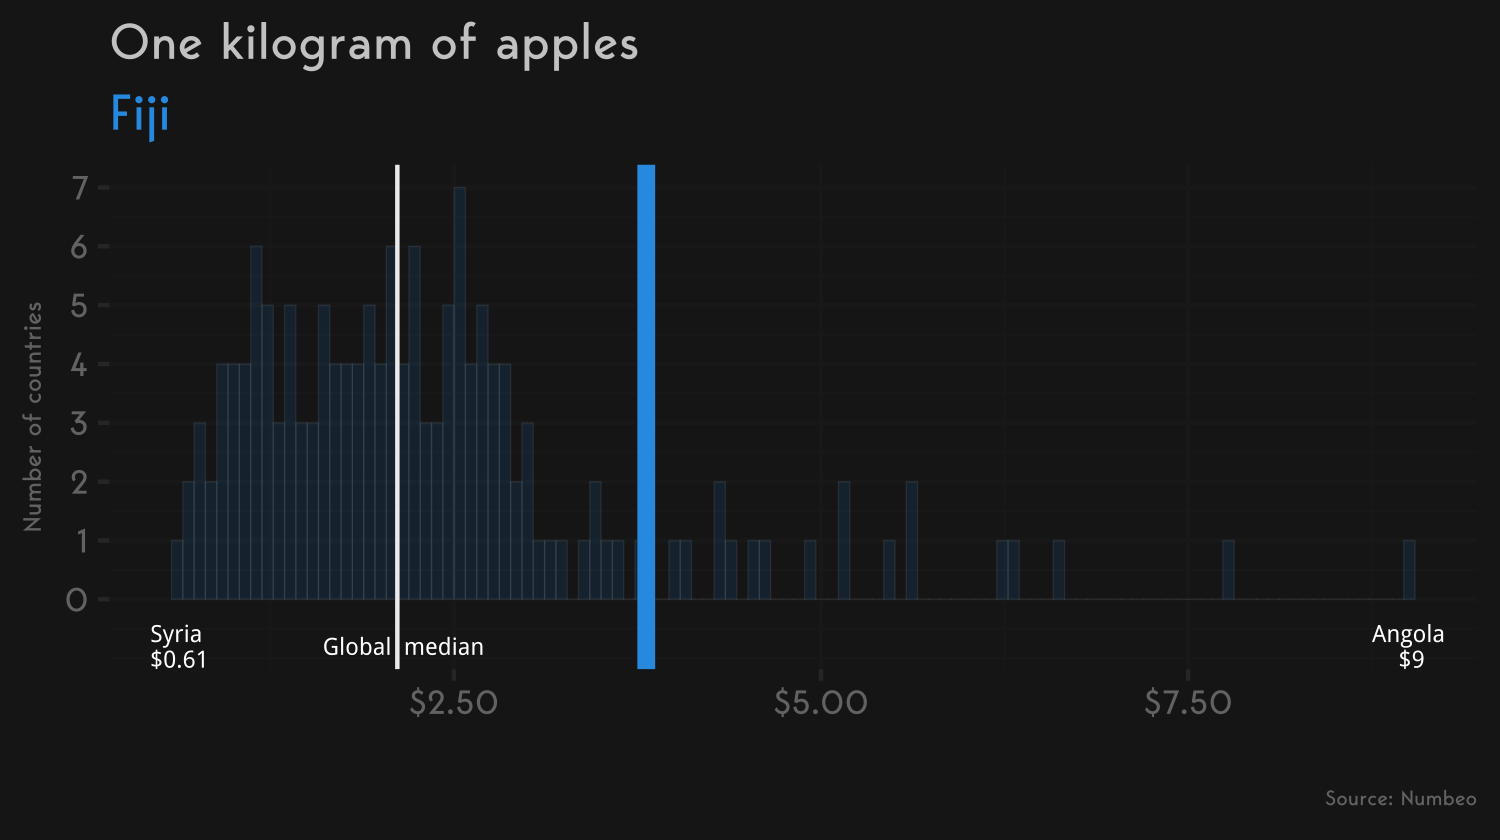 One kilogram of apples
Fiji
Number of countries
7
6
5
4
3
2
1
0
Syria
$0.61
Global median
Angola
$9
$2.50
$5.00
$7.50
Source: Numbeo